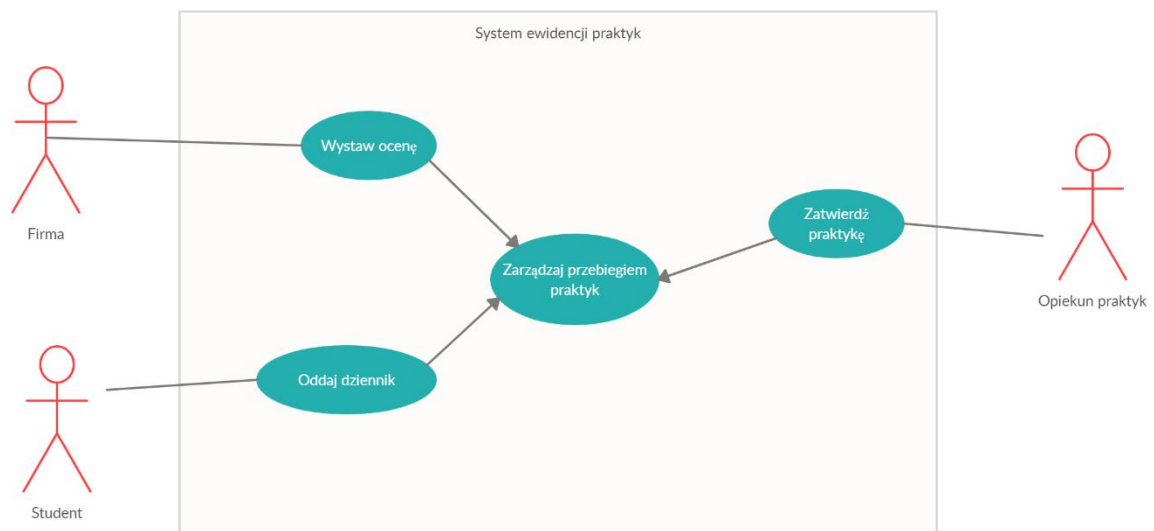 System ewidencji praktyk
Wystaw ocenę
Firma
Zatwierdź
praktykę
Zarządzaj przebiegiem
praktyk
Opiekun praktyk
Oddaj dziennik
Student